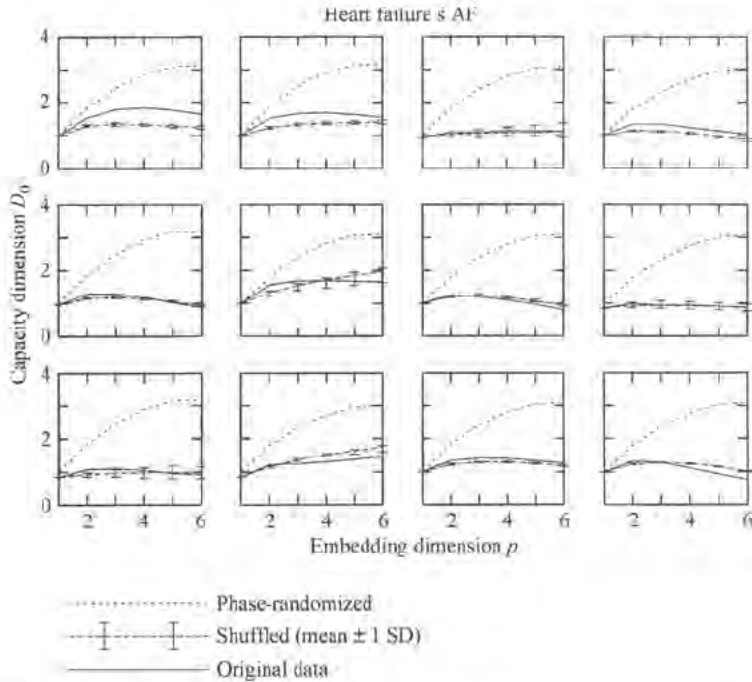 Heart failure s AF
4
2
0
4
2
0
4
2
0
2 4 6 2 4 6 2 4 6 2 4 6
Capacity dimension D₀
Embedding dimension p
Phase-randomized
Shuffled (mean ± 1 SD)
Original data